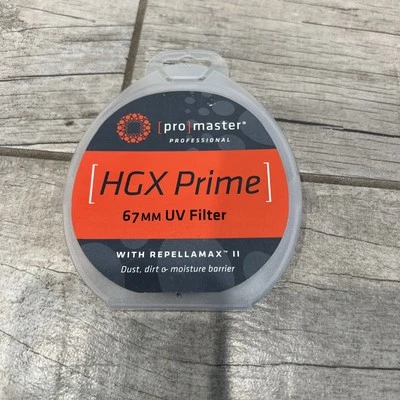 [pro]master®
PROFESSIONAL
[HGX Prime]
67MM UV Filter
WITH REPELLAMAX™ II
Dust, dirt & moisture barrier